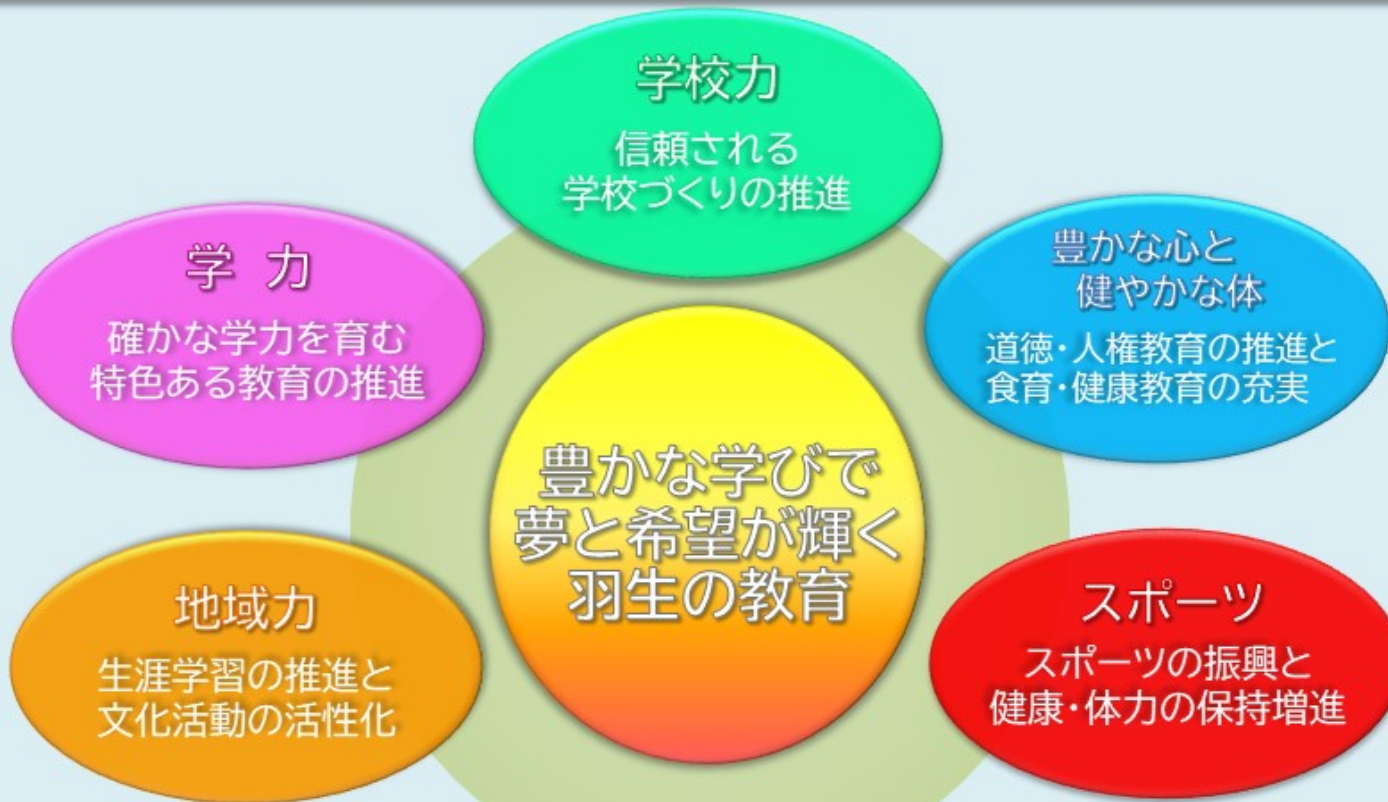 学校力
信頼される
学校づくりの推進
学 力
確かな学力を育む
特色ある教育の推進
豊かな心と
健やかな体
道徳・人権教育の推進と
食育・健康教育の充実
豊かな学びで
夢と希望が輝く
羽生の教育
地域力
生涯学習の推進と
文化活動の活性化
スポーツ
スポーツの振興と
健康・体力の保持増進